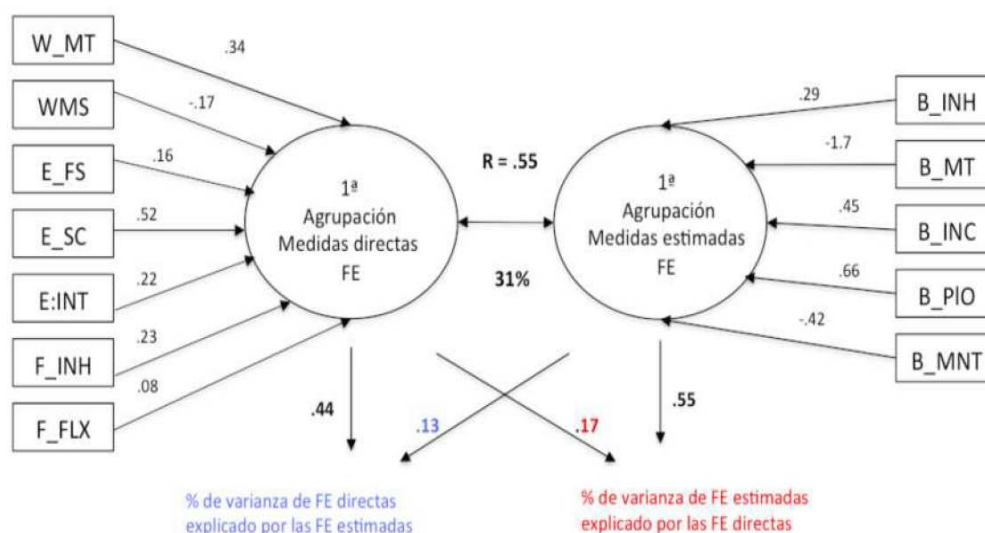 W_MT
WMS
E_FS
E_SC
E:INT
F_INH
F_FLX
.34
-.17
.16
.52
.22
.23
.08
1ª
Agrupación
Medidas directas
FE
R = .55
31%
1ª
Agrupación
Medidas estimadas
FE
.29
-1.7
.45
.66
-.42
B_INH
B_MT
B_INC
B_PlO
B_MNT
.44
.13
.17
.55
% de varianza de FE directas
explicado por las FE estimadas
% de varianza de FE estimadas
explicado por las FE directas